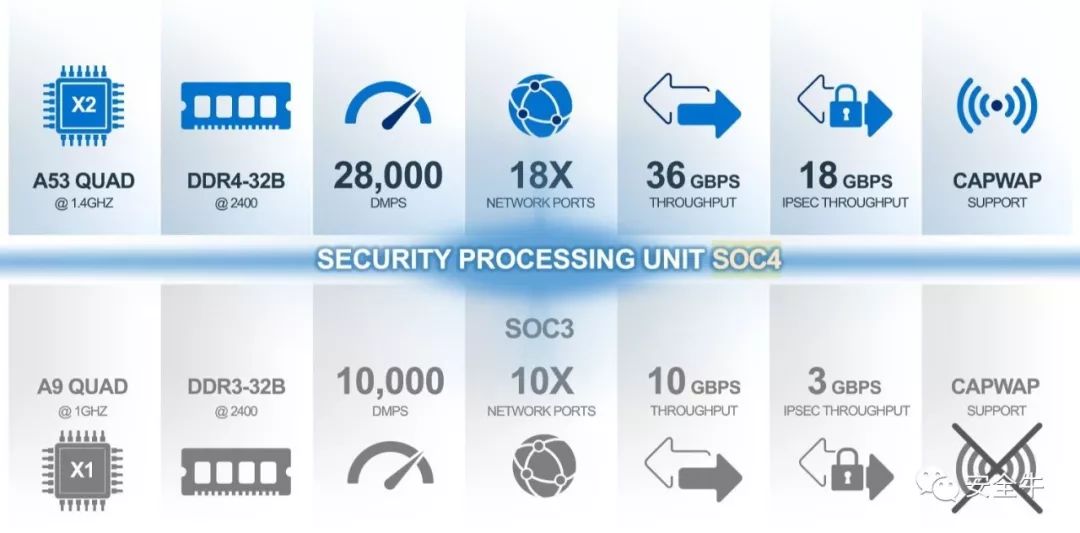 X2
A53 QUAD
@ 1.4GHZ
DDR4-32B
@ 2400
28,000
DMPS
18X
NETWORK PORTS
36 GBPS
THROUGHPUT
18 GBPS
IPSEC THROUGHPUT
CAPWAP
SUPPORT
SECURITY PROCESSING UNIT SOC4
SOC3
A9 QUAD
@ 1GHZ
X1
DDR3-32B
@ 2400
10,000
DMPS
10X
NETWORK PORTS
10 GBPS
THROUGHPUT
3 GBPS
IPSEC THROUGHPUT
CAPWAP
SUPPORT
安全牛